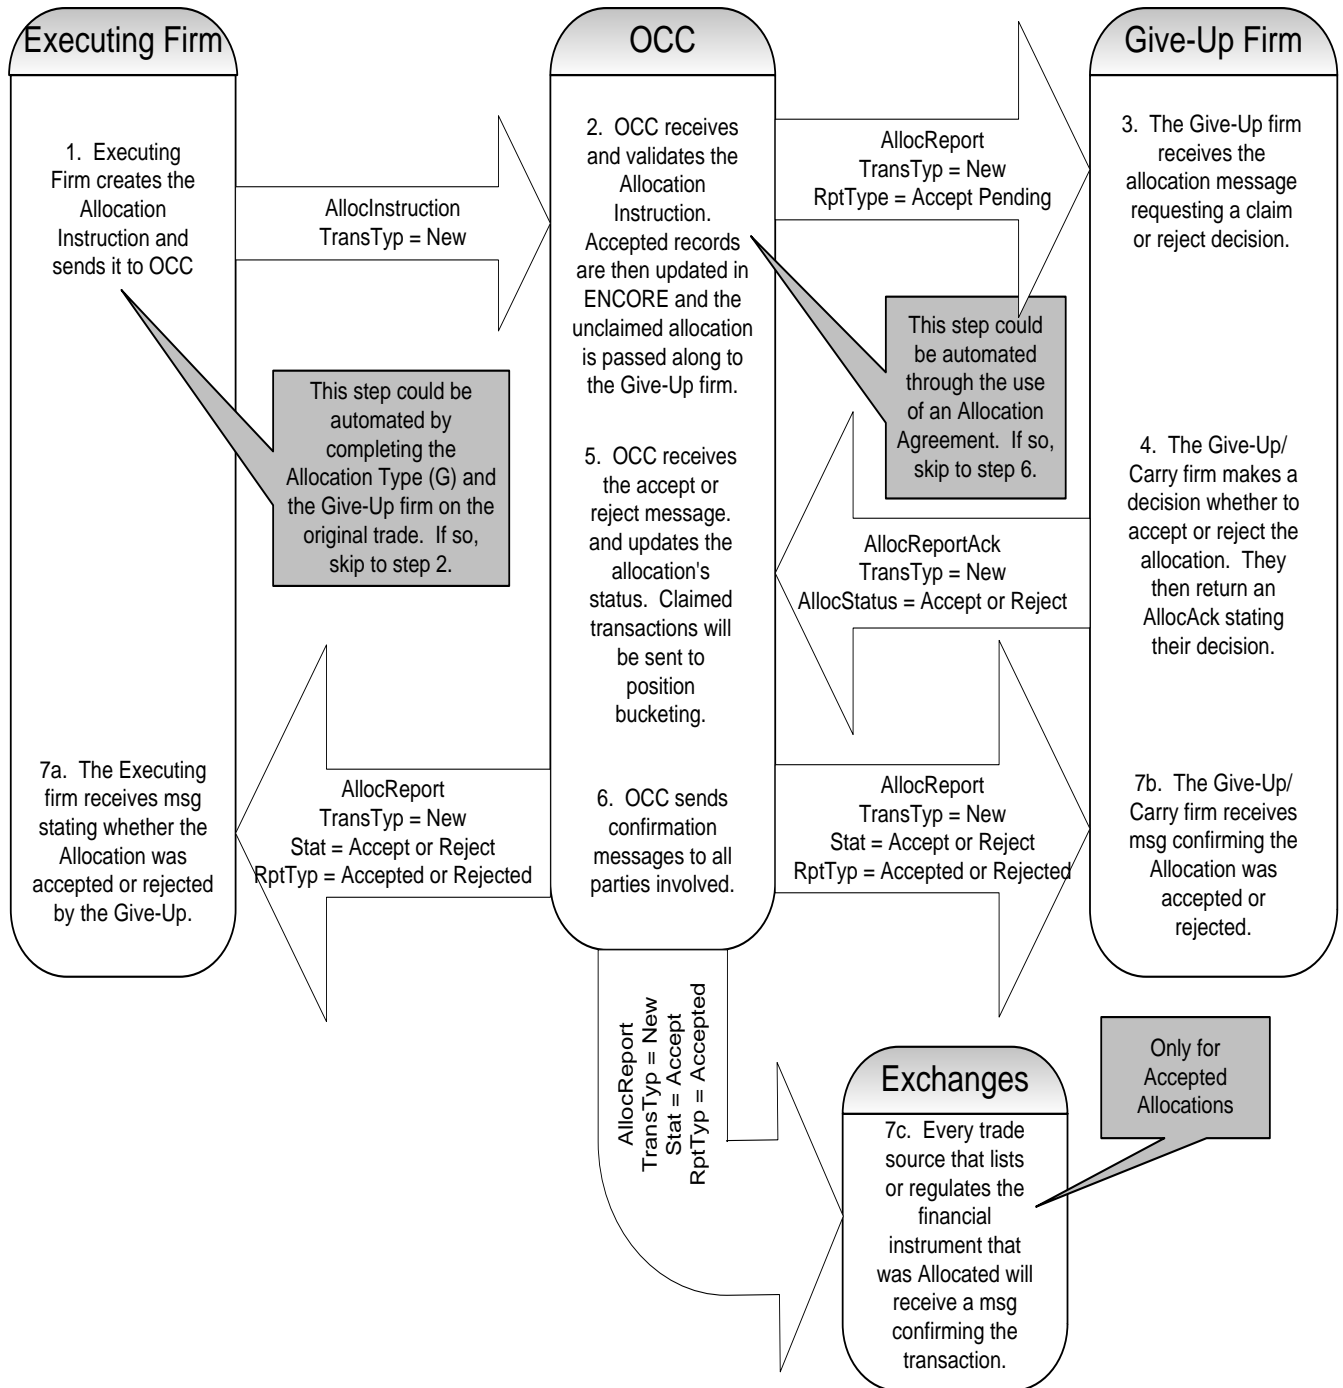 Executing Firm
OCC
Give-Up Firm
1. Executing
Firm creates the
Allocation
Instruction and
sends it to OCC
AllocInstruction
TransTyp = New
2. OCC receives
and validates the
Allocation
Instruction.
Accepted records
are then updated in
ENCORE and the
unclaimed allocation
is passed along to
the Give-Up firm.
AllocReport
TransTyp = New
RptType = Accept Pending
3. The Give-Up firm
receives the
allocation message
requesting a claim
or reject decision.
This step could be
automated by
completing the
Allocation Type (G) and
the Give-Up firm on the
original trade. If so,
skip to step 2.
This step could
be automated
through the use
of an Allocation
Agreement. If so,
skip to step 6.
4. The Give-Up/
Carry firm makes a
decision whether to
accept or reject the
allocation. They
then return an
AllocAck stating
their decision.
AllocReportAck
TransTyp = New
AllocStatus = Accept or Reject
5. OCC receives
the accept or
reject message.
and updates the
allocation's
status. Claimed
transactions will
be sent to
position
bucketing.
6. OCC sends
confirmation
messages to all
parties involved.
AllocReport
TransTyp = New
Stat = Accept or Reject
RptTyp = Accepted or Rejected
7a. The Executing
firm receives msg
stating whether the
Allocation was
accepted or rejected
by the Give-Up.
AllocReport
TransTyp = New
Stat = Accept or Reject
RptTyp = Accepted or Rejected
7b. The Give-Up/
Carry firm receives
msg confirming the
Allocation was
accepted or
rejected.
AllocReport
TransTyp = New
Stat = Accept
RptTyp = Accepted
Exchanges
7c. Every trade
source that lists
or regulates the
financial
instrument that
was Allocated will
receive a msg
confirming the
transaction.
Only for
Accepted
Allocations